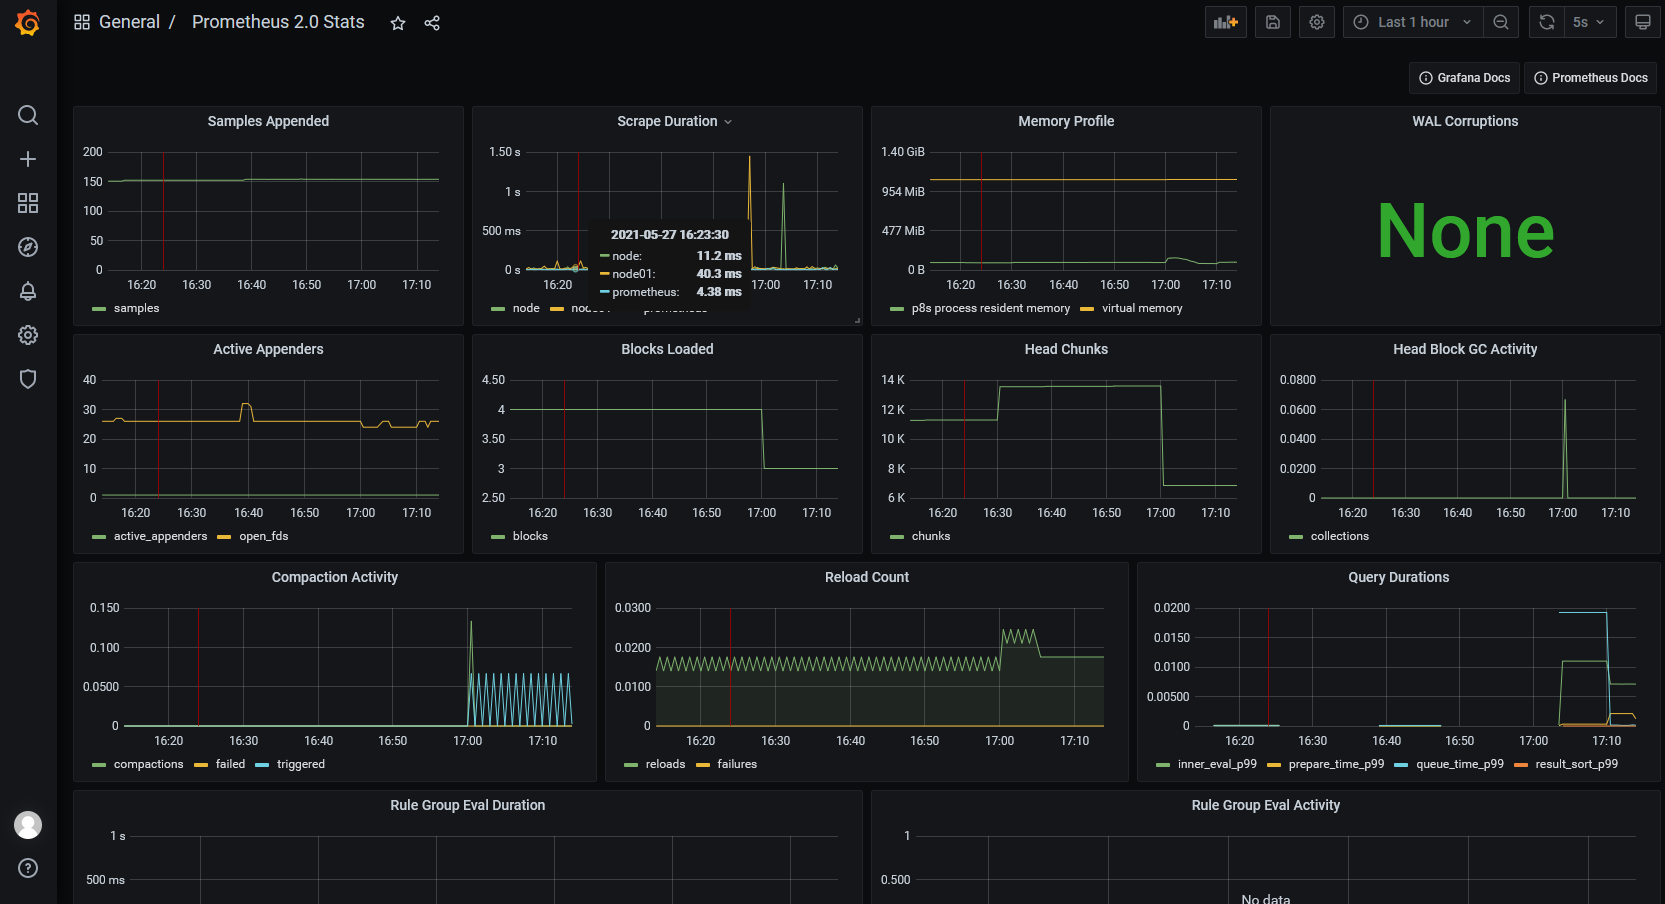 General / Prometheus 2.0 Stats
Last 1 hour
5s
Grafana Docs
Prometheus Docs
Samples Appended
200
150
100
50
0
16:20 16:30 16:40 16:50 17:00 17:10
samples
Scrape Duration
1.50 s
1 s
500 ms
0 s
16:20 17:00 17:10
2021-05-27 16:23:30
node: 11.2 ms
node01: 40.3 ms
prometheus: 4.38 ms
node node01 prometheus
Memory Profile
1.40 GiB
954 MiB
477 MiB
0 B
16:20 16:30 16:40 16:50 17:00 17:10
p8s process resident memory virtual memory
WAL Corruptions
None
Active Appenders
40
30
20
10
0
16:20 16:30 16:40 16:50 17:00 17:10
active_appenders open_fds
Blocks Loaded
4.50
4
3.50
3
2.50
16:20 16:30 16:40 16:50 17:00 17:10
blocks
Head Chunks
14 K
12 K
10 K
8 K
6 K
16:20 16:30 16:40 16:50 17:00 17:10
chunks
Head Block GC Activity
0.0800
0.0600
0.0400
0.0200
0
16:20 16:30 16:40 16:50 17:00 17:10
collections
Compaction Activity
0.150
0.100
0.0500
0
16:20 16:30 16:40 16:50 17:00 17:10
compactions failed triggered
Reload Count
0.0300
0.0200
0.0100
0
16:20 16:30 16:40 16:50 17:00 17:10
reloads failures
Query Durations
0.0200
0.0150
0.0100
0.00500
0
16:20 16:30 16:40 16:50 17:00 17:10
inner_eval_p99 prepare_time_p99 queue_time_p99 result_sort_p99
Rule Group Eval Duration
1 s
500 ms
Rule Group Eval Activity
1
0.500
No data